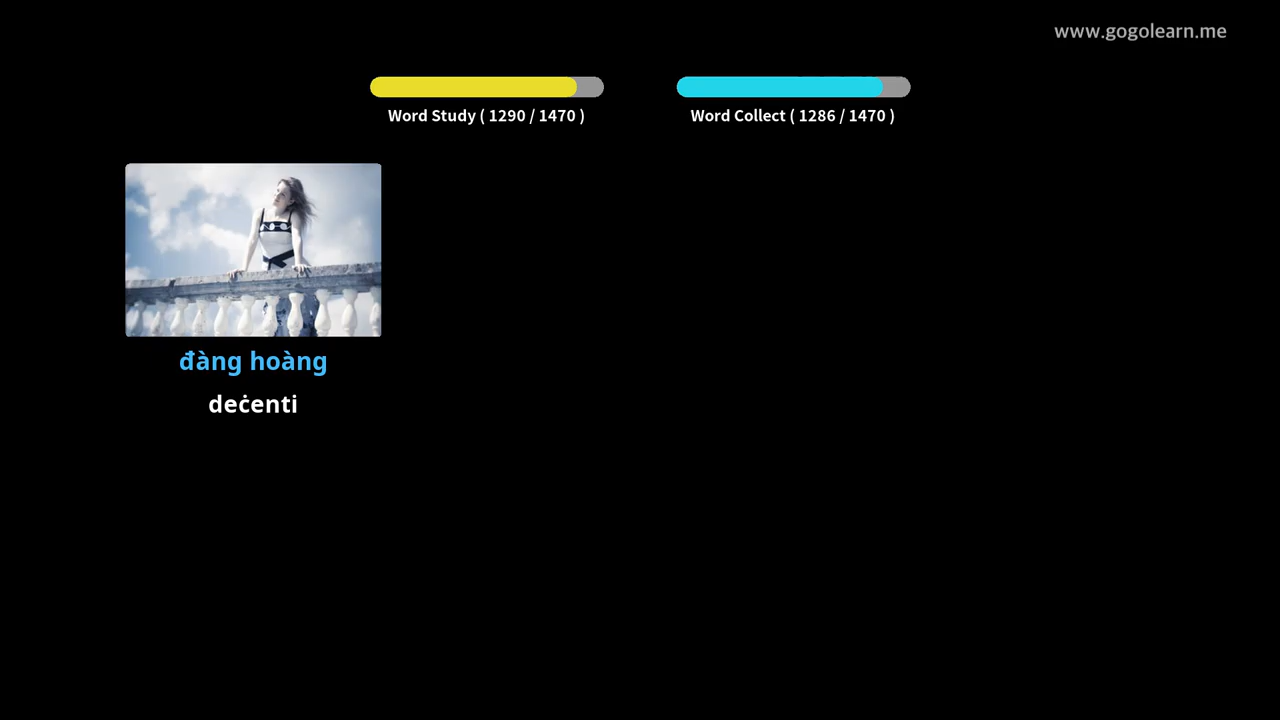 www.gogolearn.me
Word Study ( 1290 / 1470 )
Word Collect ( 1286 / 1470 )
đàng hoàng
deċenti